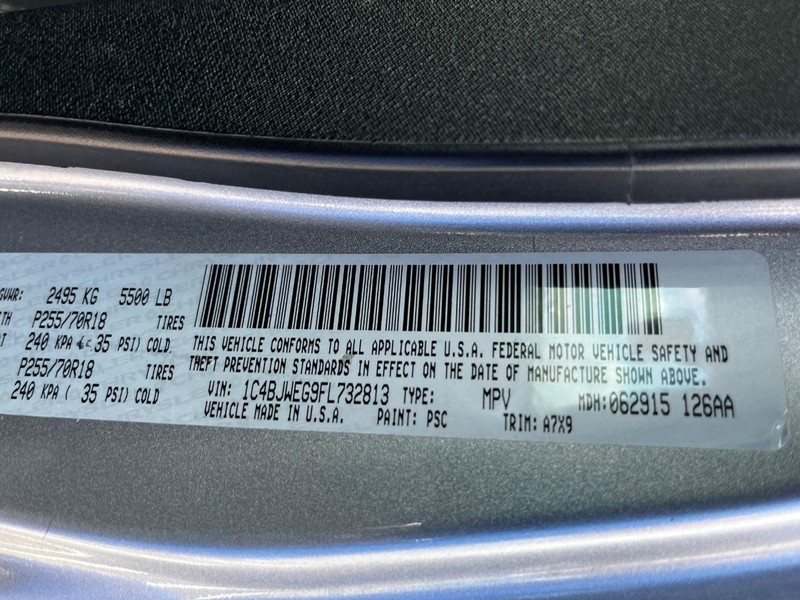 GVWR: 2495 KG 5500 LB
P255/70R18 TIRES
240 KPA ( 35 PSI) COLD
P255/70R18 TIRES
240 KPA ( 35 PSI) COLD
THIS VEHICLE CONFORMS TO ALL APPLICABLE U.S.A. FEDERAL MOTOR VEHICLE SAFETY AND
THEFT PREVENTION STANDARDS IN EFFECT ON THE DATE OF MANUFACTURE SHOWN ABOVE.
VIN: 1C4BJWEG9FL732813 TYPE: MPV MDH:062915 126AA
VEHICLE MADE IN U.S.A. PAINT: PSC TRIM: A7X9